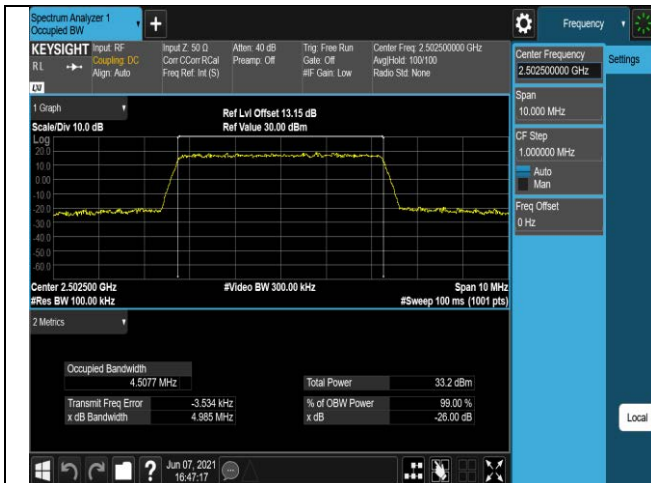 Spectrum Analyzer 1
Occupied BW
+
Frequency
KEYSIGHT
RL
LXI
Input: RF
Coupling: DC
Align: Auto
Input Z: 50 Ω
Corr CCorr RCal
Freq Ref: Int (S)
Atten: 40 dB
Preamp: Off
Trig: Free Run
Gate: Off
#IF Gain: Low
Center Freq: 2.502500000 GHz
Avg|Hold: 100/100
Radio Std: None
Center Frequency
2.502500000 GHz
Settings
Span
10.000 MHz
CF Step
1.000000 MHz
Auto
Man
Freq Offset
0 Hz
Local
1 Graph
Scale/Div 10.0 dB
Ref Lvl Offset 13.15 dB
Ref Value 30.00 dBm
Log
20.0
10.0
0.00
-10.0
-20.0
-30.0
-40.0
-50.0
-60.0
Center 2.502500 GHz
#Res BW 100.00 kHz
#Video BW 300.00 kHz
Span 10 MHz
#Sweep 100 ms (1001 pts)
2 Metrics
Occupied Bandwidth
4.5077 MHz
Total Power 33.2 dBm
Transmit Freq Error -3.534 kHz
% of OBW Power 99.00 %
x dB Bandwidth 4.985 MHz
x dB -26.00 dB
?
Jun 07, 2021
16:47:17